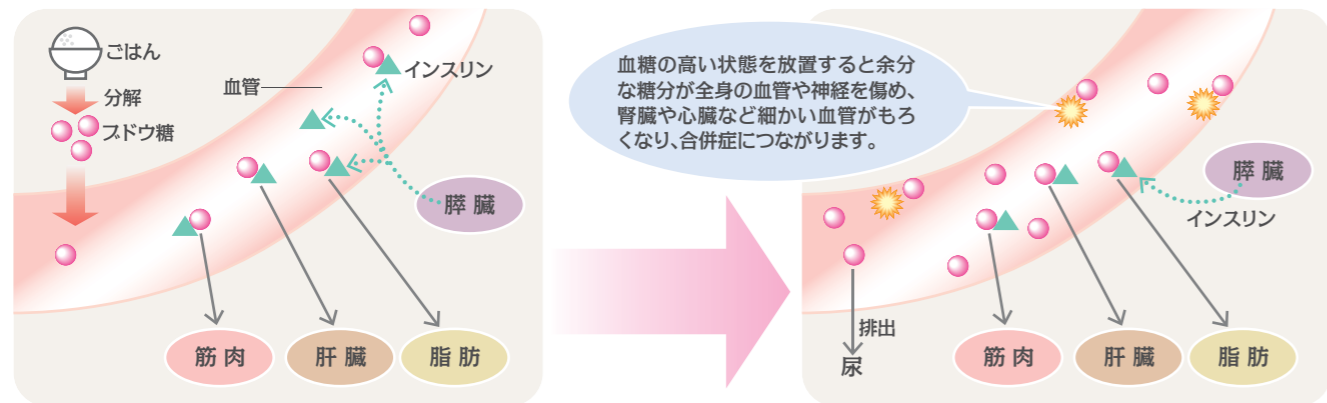 ごはん
分解
ブドウ糖
血管
インスリン
膵臓
筋肉
肝臓
脂肪
血糖の高い状態を放置すると余分
な糖分が全身の血管や神経を傷め、
腎臓や心臓など細かい血管がもろ
くなり、合併症につながります。
膵臓
インスリン
排出
尿
筋肉
肝臓
脂肪